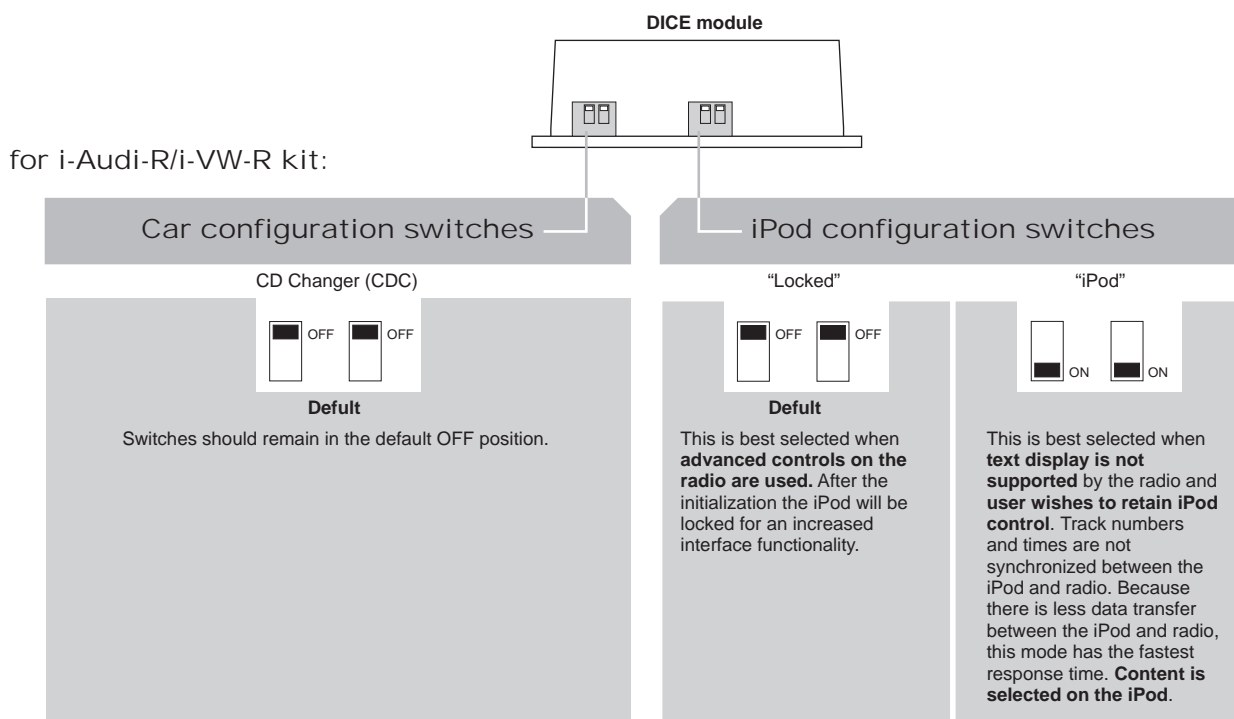 DICE module
for i-Audi-R/i-VW-R kit:
Car configuration switches
CD Changer (CDC)
OFF OFF
Defult
Switches should remain in the default OFF position.
iPod configuration switches
“Locked”
OFF OFF
Defult
This is best selected when
advanced controls on the
radio are used. After the
initialization the iPod will be
locked for an increased
interface functionality.
“iPod”
ON ON
This is best selected when
text display is not
supported by the radio and
user wishes to retain iPod
control. Track numbers
and times are not
synchronized between the
iPod and radio. Because
there is less data transfer
between the iPod and radio,
this mode has the fastest
response time. Content is
selected on the iPod.